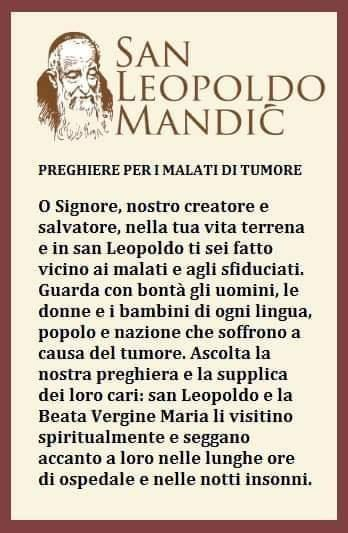 SAN
LEOPOLDO
MANDIĆ
PREGHIERE PER I MALATI DI TUMORE
O Signore, nostro creatore e
salvatore, nella tua vita terrena
e in san Leopoldo ti sei fatto
vicino ai malati e agli sfiduciati.
Guarda con bontà gli uomini, le
donne e i bambini di ogni lingua,
popolo e nazione che soffrono a
causa del tumore. Ascolta la
nostra preghiera e la supplica
dei loro cari: san Leopoldo e la
Beata Vergine Maria li visitino
spiritualmente e seggano
accanto a loro nelle lunghe ore
di ospedale e nelle notti insonni.